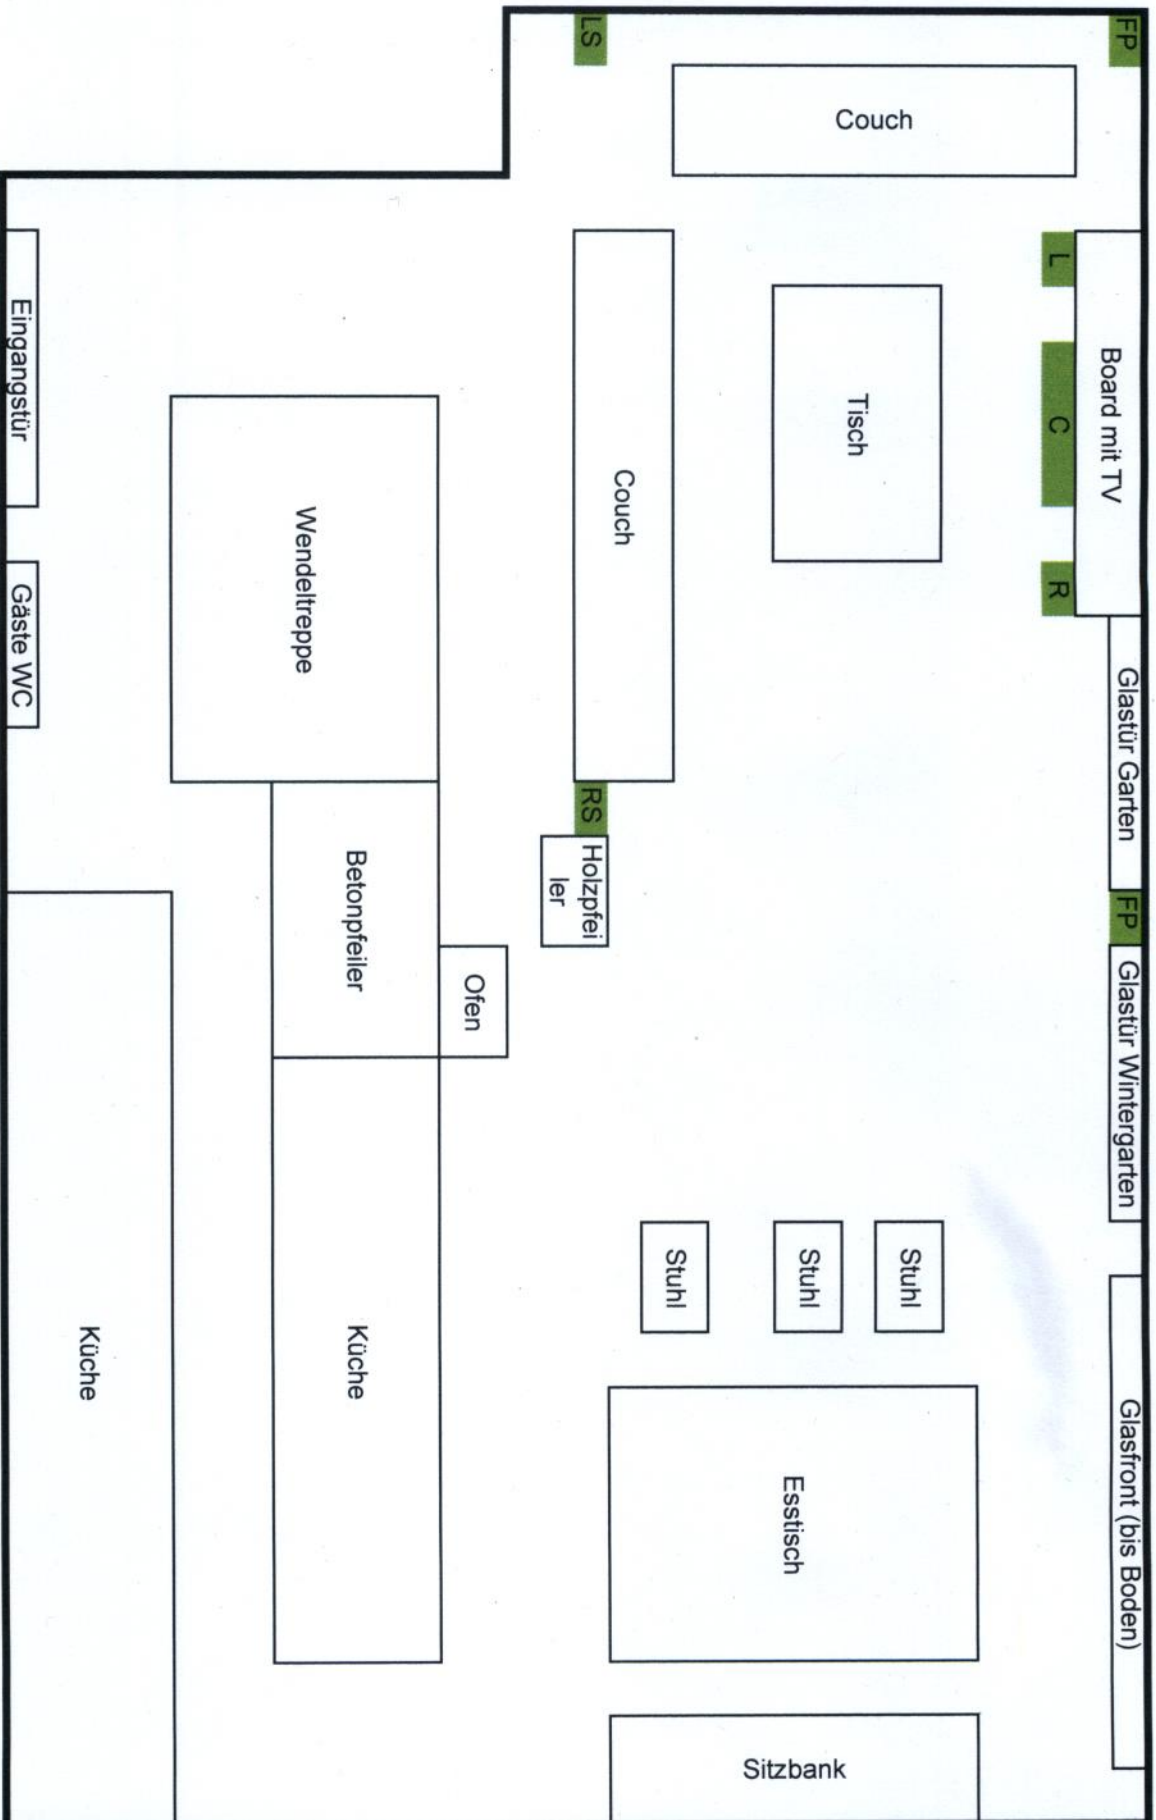 FP
Board mit TV
Glastür Garten
FP
Glastür Wintergarten
Glasfront (bis Boden)
L
C
R
Couch
Tisch
Stuhl
Stuhl
Stuhl
Esstisch
Sitzbank
LS
Couch
RS
Holzpfei
ler
Ofen
Wendeltreppe
Betonpfeiler
Küche
Küche
Eingangstür
Gäste WC